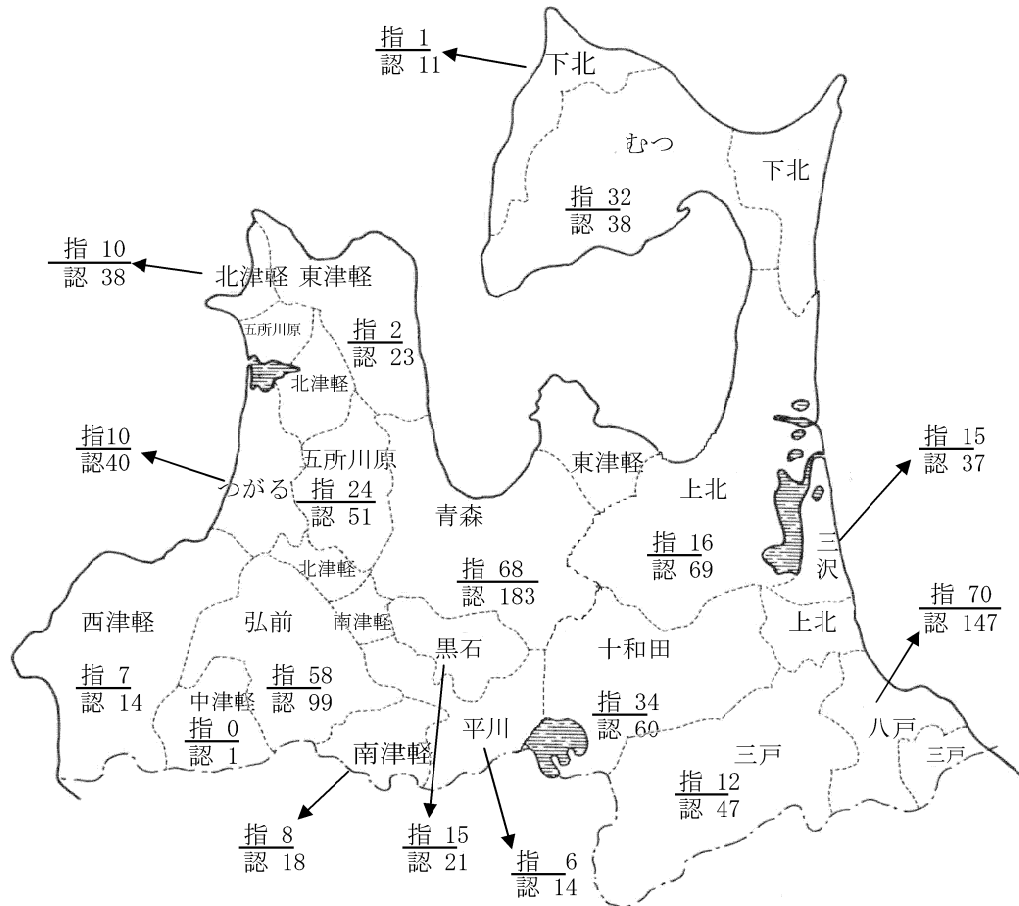 指 1
認 11
下北
むつ
下北
指 32
認 38
指 10
認 38
北津軽
東津軽
五所川原
指 2
認 23
北津軽
指10
認40
つがる
五所川原
指 24
認 51
青森
東津軽
上北
指 15
認 37
三沢
北津軽
指 68
認 183
指 16
認 69
指 70
認 147
西津軽
弘前
南津軽
黒石
十和田
上北
指 7
認 14
中津軽
指 0
認 1
指 58
認 99
南津軽
平川
指 34
認 60
三戸
八戸
三戸
指 12
認 47
指 8
認 18
指 15
認 21
指 6
認 14